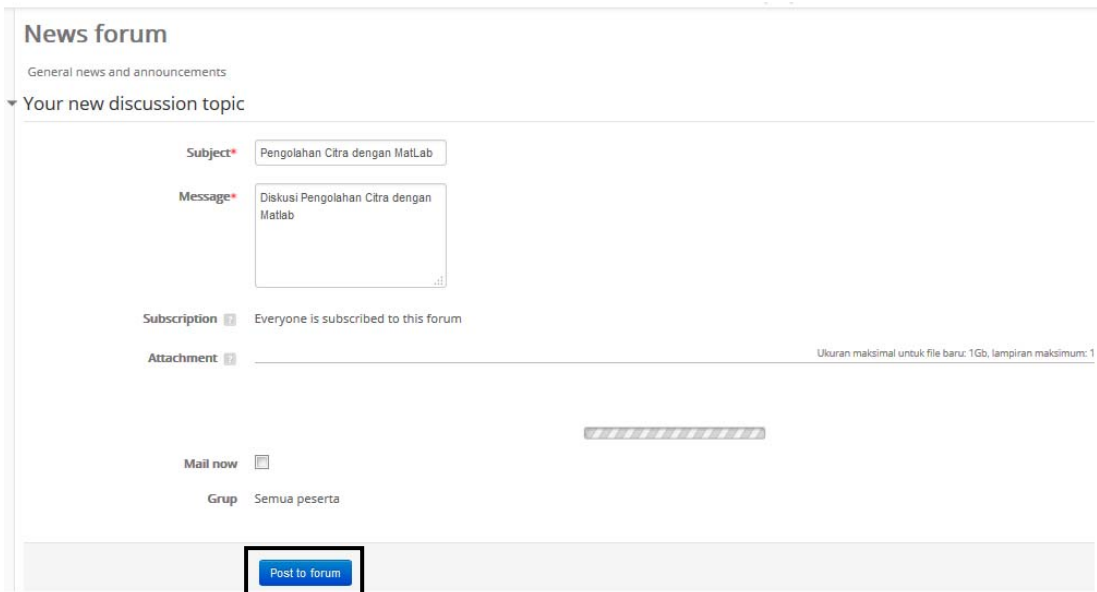 News forum
General news and announcements
Your new discussion topic
Subject*
Pengolahan Citra dengan MatLab
Message*
Diskusi Pengolahan Citra dengan
Matlab
Subscription ?
Everyone is subscribed to this forum
Attachment ?
Ukuran maksimal untuk file baru: 1Gb, lampiran maksimum: 1
Mail now
Grup
Semua peserta
Post to forum